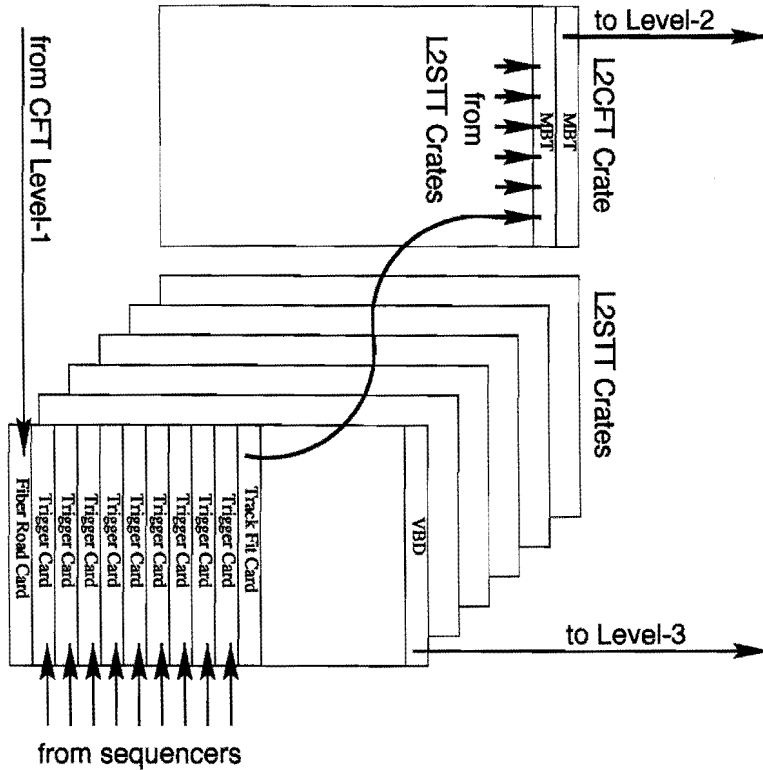 to Level-2
from CFT Level-1
from
L2STT Crates
MBT
MBT
L2CFT Crate
L2STT Crates
Fiber Road Card
Trigger Card
Trigger Card
Trigger Card
Trigger Card
Trigger Card
Trigger Card
Trigger Card
Trigger Card
Trigger Card
Track Fit Card
VBD
to Level-3
from sequencers